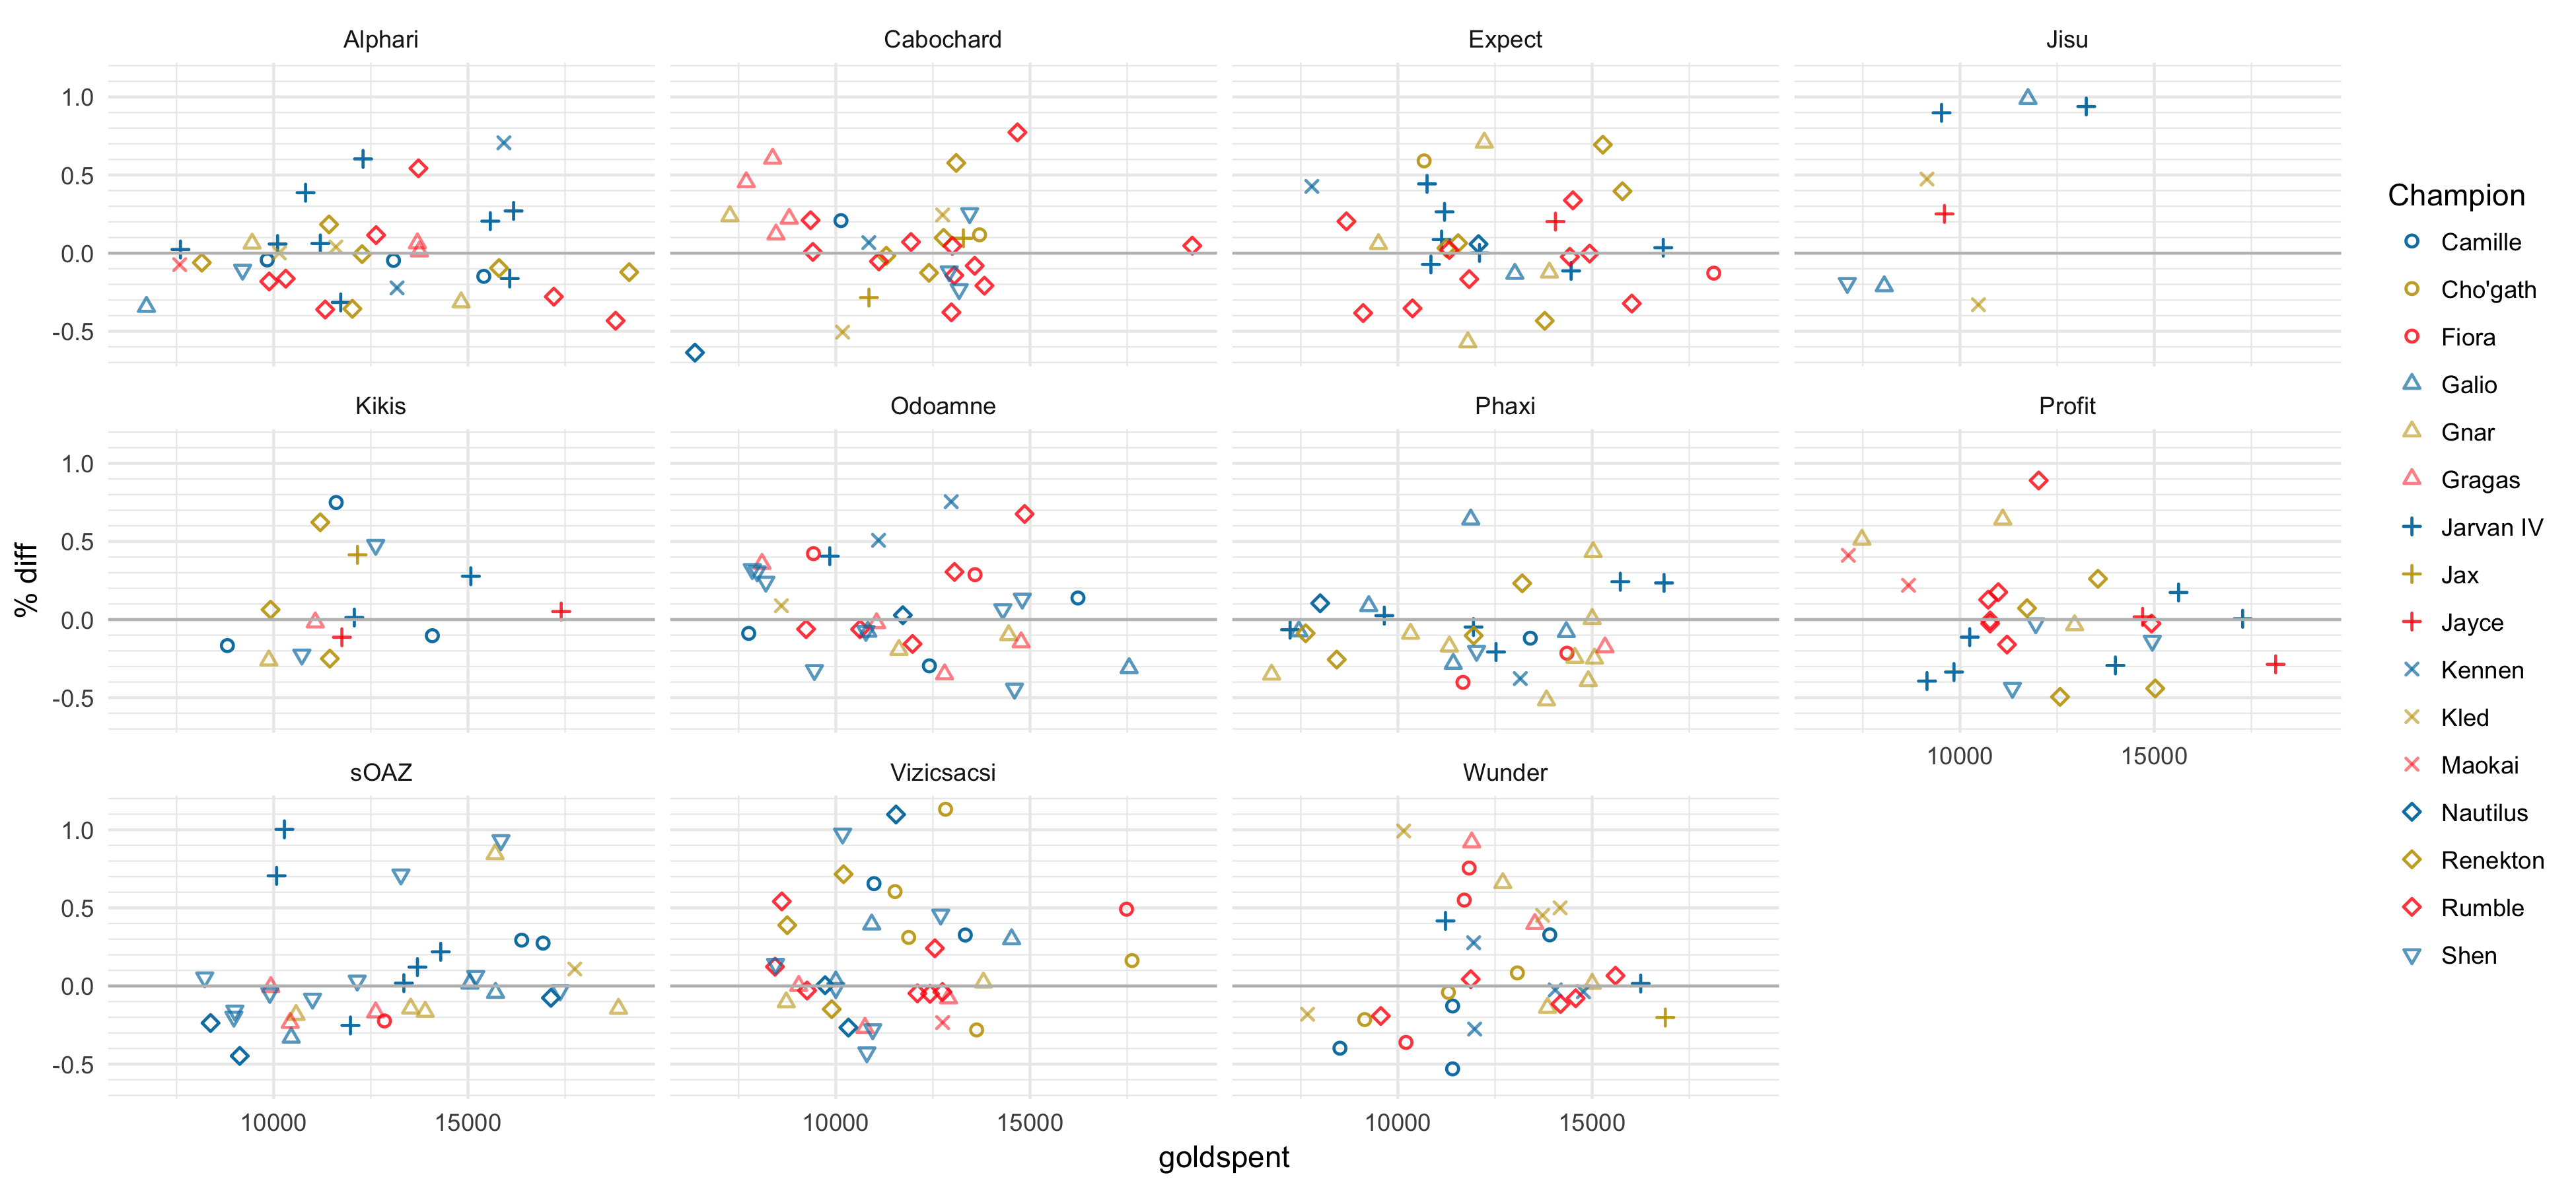 Alphari
Cabochard
Expect
Jisu
1.0
0.5
0.0
-0.5
Kikis
Odoamne
Phaxi
Profit
1.0
0.5
0.0
-0.5
10000
15000
sOAZ
Vizicsacsi
Wunder
1.0
0.5
0.0
-0.5
10000
15000
10000
15000
10000
15000
% diff
goldspent
Champion
Camille
Cho'gath
Fiora
Galio
Gnar
Gragas
Jarvan IV
Jax
Jayce
Kennen
Kled
Maokai
Nautilus
Renekton
Rumble
Shen